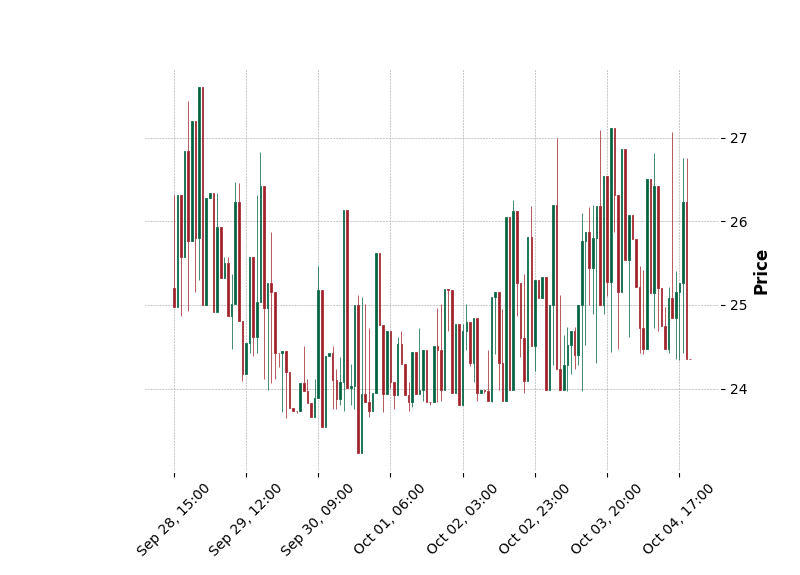 27
26
25
24
Price
Sep 28, 15:00
Sep 29, 12:00
Sep 30, 09:00
Oct 01, 06:00
Oct 02, 03:00
Oct 02, 23:00
Oct 03, 20:00
Oct 04, 17:00